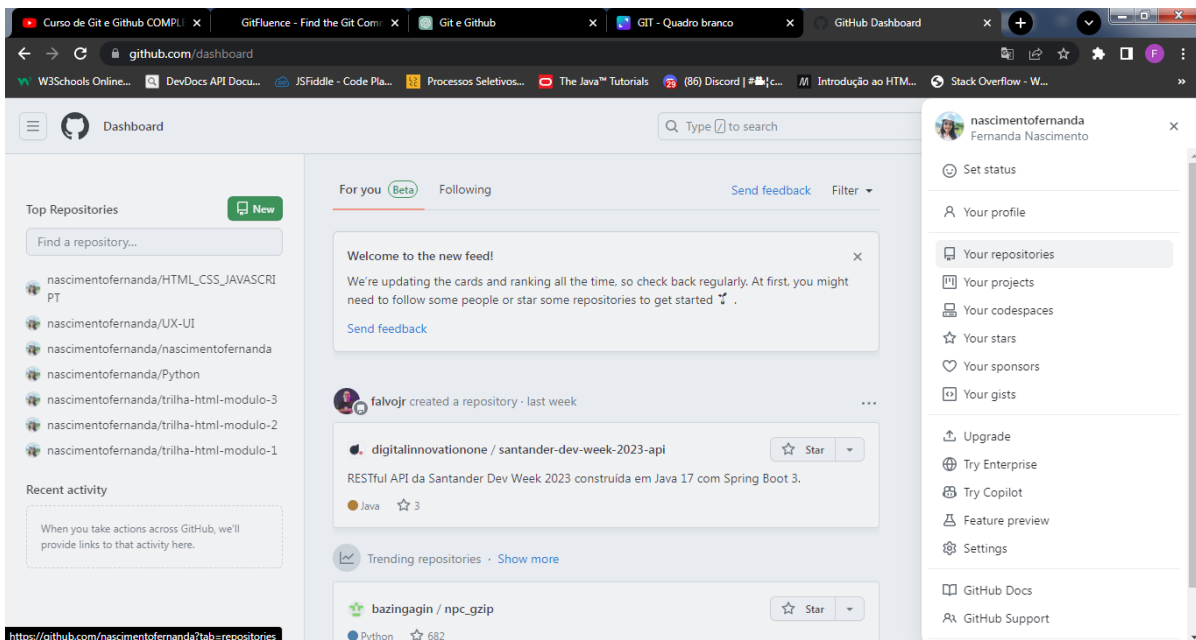 Curso de Git e Github COMPLE
GitFluence - Find the Git Comm
Git e Github
GIT - Quadro branco
GitHub Dashboard
github.com/dashboard
F
W3Schools Online...
DevDocs API Docu...
JSFiddle - Code Pla...
Processos Seletivos...
The Java™ Tutorials
(86) Discord | #
Introdução ao HTM...
Stack Overflow - W...
»
Dashboard
Type / to search
nascimentofernanda
Fernanda Nascimento
Set status
Your profile
Your repositories
Your projects
Your codespaces
Your stars
Your sponsors
Your gists
Upgrade
Try Enterprise
Try Copilot
Feature preview
Settings
GitHub Docs
GitHub Support
Top Repositories
New
Find a repository...
nascimentofernanda/HTML_CSS_JAVASCRI
PT
nascimentofernanda/UX-UI
nascimentofernanda/nascimentofernanda
nascimentofernanda/Python
nascimentofernanda/trilha-html-modulo-3
nascimentofernanda/trilha-html-modulo-2
nascimentofernanda/trilha-html-modulo-1
Recent activity
When you take actions across GitHub, we'll
provide links to that activity here.
For you Beta Following
Send feedback Filter
Welcome to the new feed!
We're updating the cards and ranking all the time, so check back regularly. At first, you might
need to follow some people or star some repositories to get started .
Send feedback
falvojr created a repository · last week
digitalinnovationone / santander-dev-week-2023-api
Star
RESTful API da Santander Dev Week 2023 construída em Java 17 com Spring Boot 3.
Java 3
Trending repositories · Show more
bazingagin / npc_gzip
Star
Python 682
https://github.com/nascimentofernanda?tab=repositories